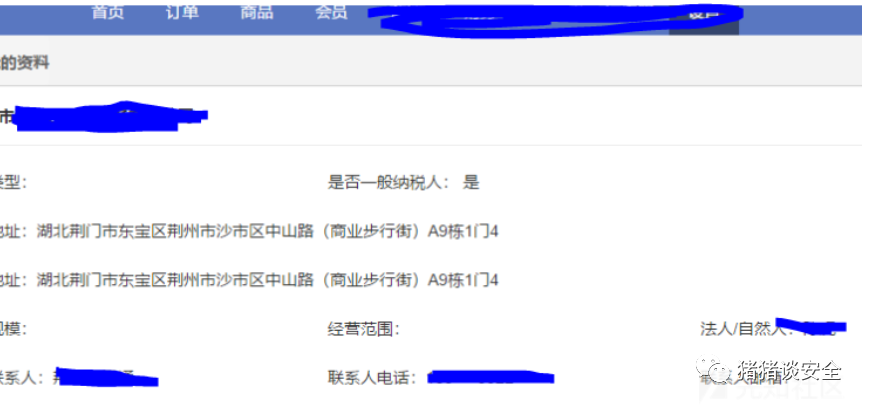 首页 订单 商品 会员
的资料
市
类型： 是否一般纳税人： 是
地址：湖北荆门市东宝区荆州市沙市区中山路（商业步行街）A9栋1门4
地址：湖北荆门市东宝区荆州市沙市区中山路（商业步行街）A9栋1门4
规模： 经营范围： 法人/自然人：
联系人： 联系人电话：
猪猪谈安全